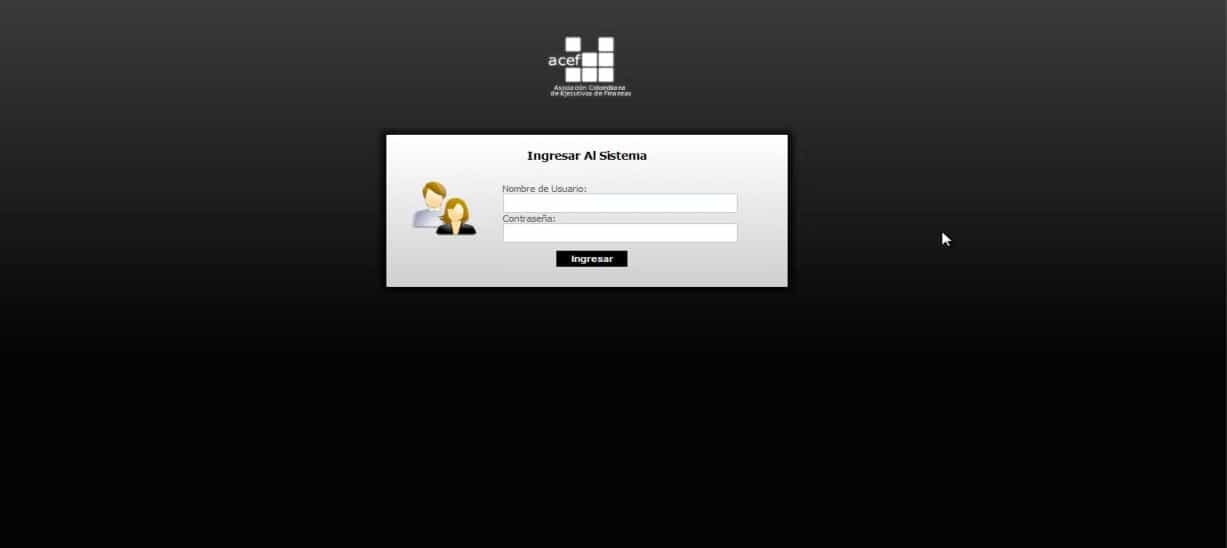 acef
Asociación Colombiana
de Ejecutivos de Finanzas
Ingresar Al Sistema
Nombre de Usuario:
Contraseña:
Ingresar